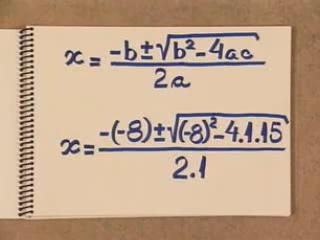 x = -b±√b²-4ac / 2a
x = -(-8)±√(-8)²-4.1.15 / 2.1